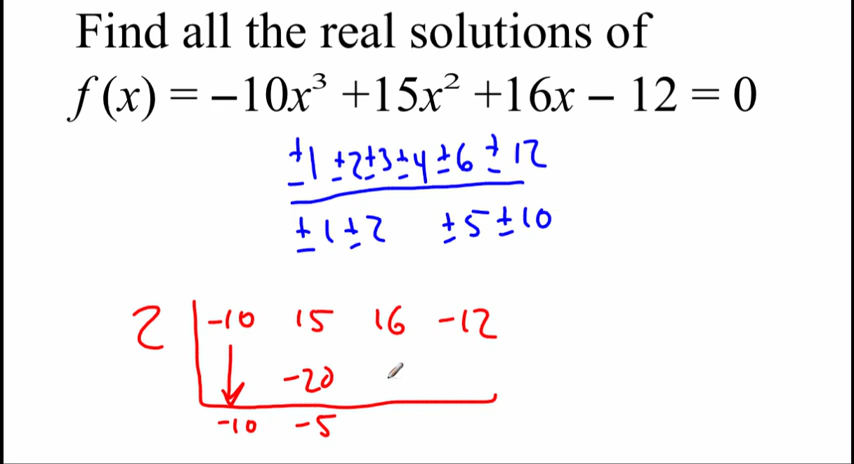 Find all the real solutions of
f(x) = −10x³ +15x² +16x − 12 = 0
±1 ±2 ±3 ±4 ±6 ±12
±1 ±2 ±5 ±10
2 -10 15 16 -12
-20
-10 -5